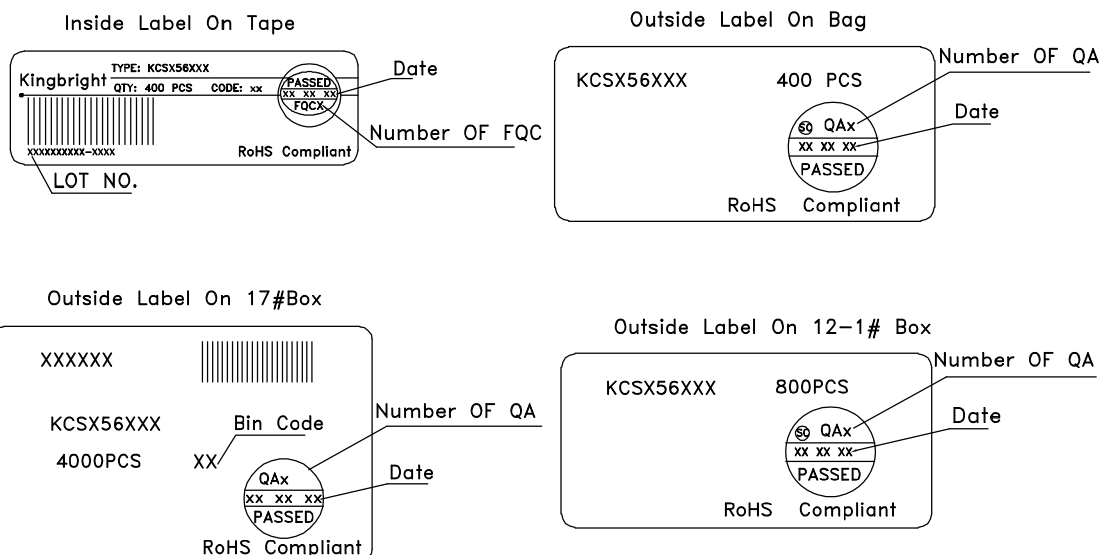 Inside Label On Tape
Kingbright
TYPE: KCSX56XXX
QTY: 400 PCS CODE: xx
PASSED
XX XX XX
FQCX
Date
Number OF FQC
xxxxxxxxxx-xxxx
RoHS Compliant
LOT NO.
Outside Label On Bag
KCSX56XXX
400 PCS
Number OF QA
SC QAx
XX XX XX
Date
PASSED
RoHS Compliant
Outside Label On 17#Box
XXXXXX
KCSX56XXX
Bin Code
Number OF QA
4000PCS
XX
QAx
XX XX XX
Date
PASSED
RoHS Compliant
Outside Label On 12-1# Box
KCSX56XXX
800PCS
Number OF QA
SC QAx
XX XX XX
Date
PASSED
RoHS Compliant